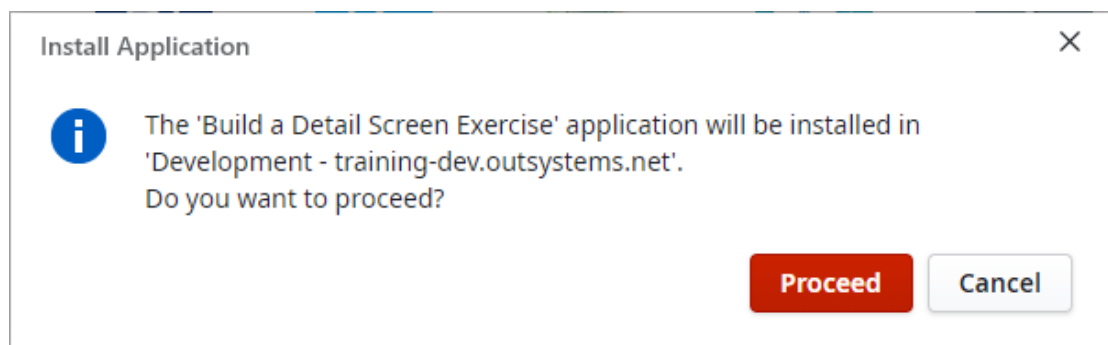 Install Application
The 'Build a Detail Screen Exercise' application will be installed in
'Development - training-dev.outsystems.net'.
Do you want to proceed?
Proceed
Cancel